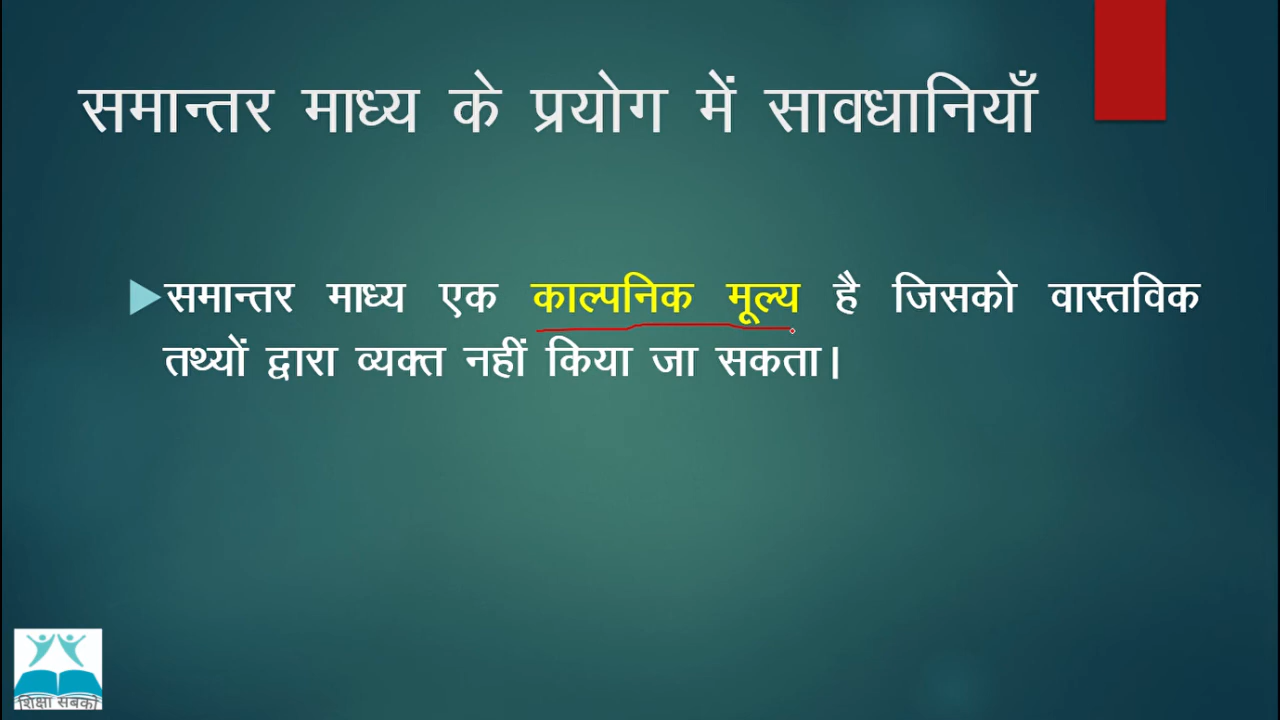 समान्तर माध्य के प्रयोग में सावधानियाँ
समान्तर माध्य एक काल्पनिक मूल्य है जिसको वास्तविक
तथ्यों द्वारा व्यक्त नहीं किया जा सकता।
शिक्षा सबको